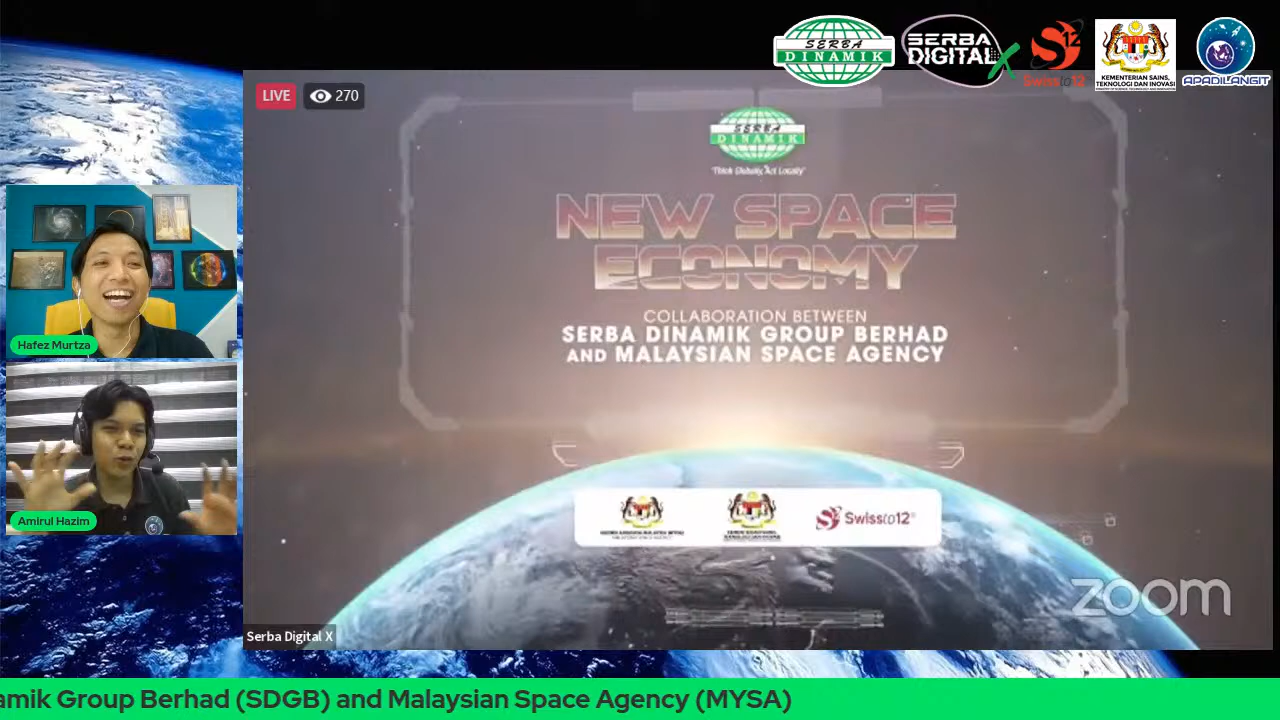 SERBA
DINAMIK
SERBA
DIGITAL X
S12
Swissto12
KEMENTERIAN SAINS,
TEKNOLOGI DAN INOVASI
APADILANGIT
LIVE
270
SERBA
DINAMIK
"Think Globally, Act Locally"
NEW SPACE
ECONOMY
COLLABORATION BETWEEN
SERBA DINAMIK GROUP BERHAD
AND MALAYSIAN SPACE AGENCY
Hafez Murtza
Amirul Hazim
Swissto12
zoom
Serba Digital X
amik Group Berhad (SDGB) and Malaysian Space Agency (MYSA)